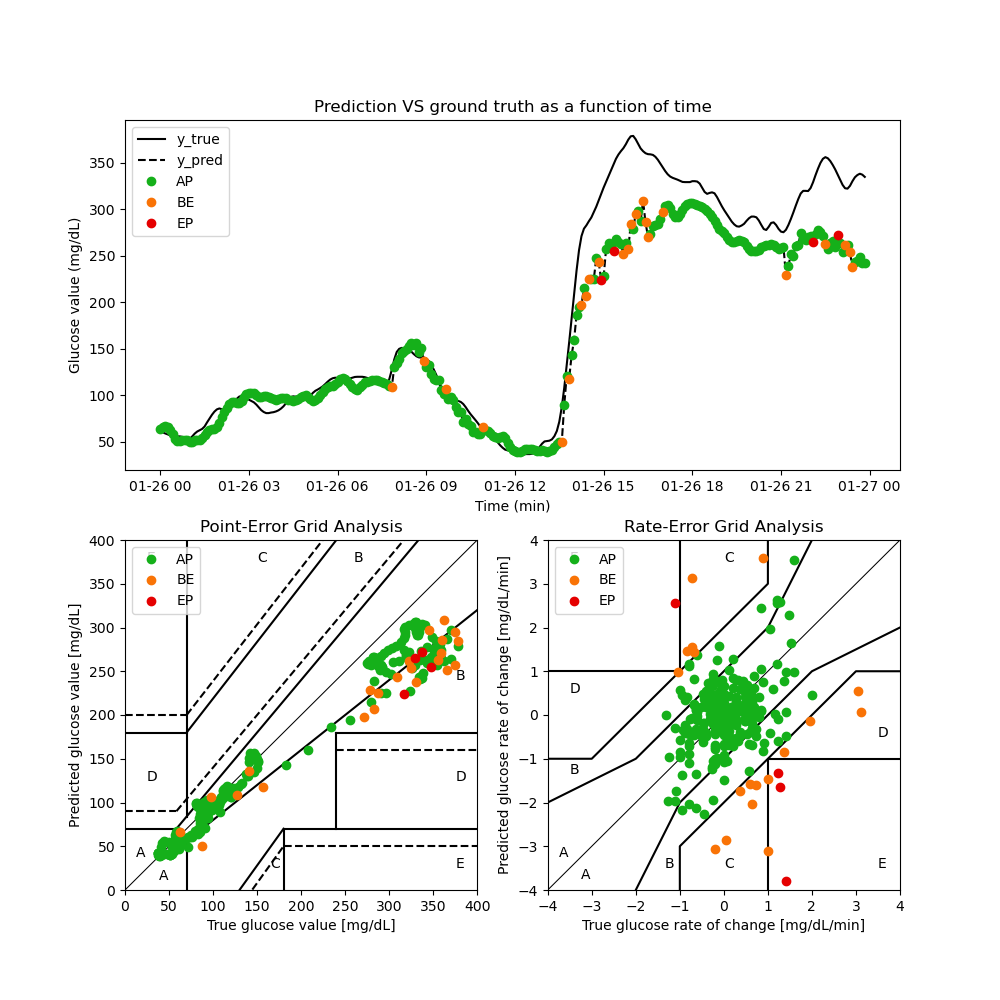 Prediction VS ground truth as a function of time
Glucose value (mg/dL)
350
300
250
200
150
100
50
y_true
y_pred
AP
BE
EP
01-26 00 01-26 03 01-26 06 01-26 09 01-26 12 01-26 15 01-26 18 01-26 21 01-27 00
Time (min)
Point-Error Grid Analysis
Predicted glucose value [mg/dL]
400
350
300
250
200
150
100
50
0
AP
BE
EP
C
B
B
D
D
A
A
C
E
0 50 100 150 200 250 300 350 400
True glucose value [mg/dL]
Rate-Error Grid Analysis
Predicted glucose rate of change [mg/dL/min]
4
3
2
1
0
−1
−2
−3
−4
AP
BE
EP
C
D
D
B
A
A
B
C
E
−4 −3 −2 −1 0 1 2 3 4
True glucose rate of change [mg/dL/min]